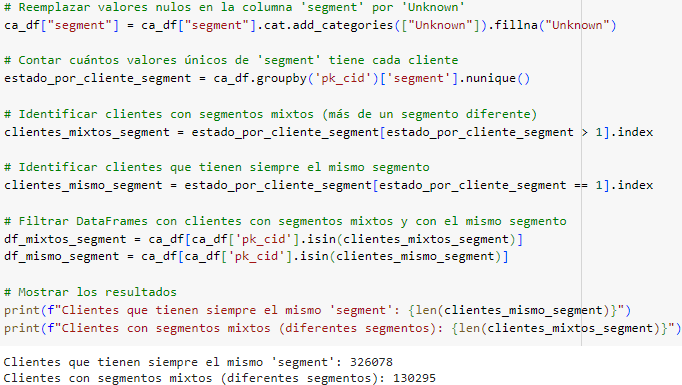 # Reemplazar valores nulos en la columna 'segment' por 'Unknown'
ca_df["segment"] = ca_df["segment"].cat.add_categories(["Unknown"]).fillna("Unknown")
# Contar cuántos valores únicos de 'segment' tiene cada cliente
estado_por_cliente_segment = ca_df.groupby('pk_cid')['segment'].nunique()
# Identificar clientes con segmentos mixtos (más de un segmento diferente)
clientes_mixtos_segment = estado_por_cliente_segment[estado_por_cliente_segment > 1].index
# Identificar clientes que tienen siempre el mismo segmento
clientes_mismo_segment = estado_por_cliente_segment[estado_por_cliente_segment == 1].index
# Filtrar DataFrames con clientes con segmentos mixtos y con el mismo segmento
df_mixtos_segment = ca_df[ca_df['pk_cid'].isin(clientes_mixtos_segment)]
df_mismo_segment = ca_df[ca_df['pk_cid'].isin(clientes_mismo_segment)]
# Mostrar los resultados
print(f"Clientes que tienen siempre el mismo 'segment': {len(clientes_mismo_segment)}")
print(f"Clientes con segmentos mixtos (diferentes segmentos): {len(clientes_mixtos_segment)}")
Clientes que tienen siempre el mismo 'segment': 326078
Clientes con segmentos mixtos (diferentes segmentos): 130295